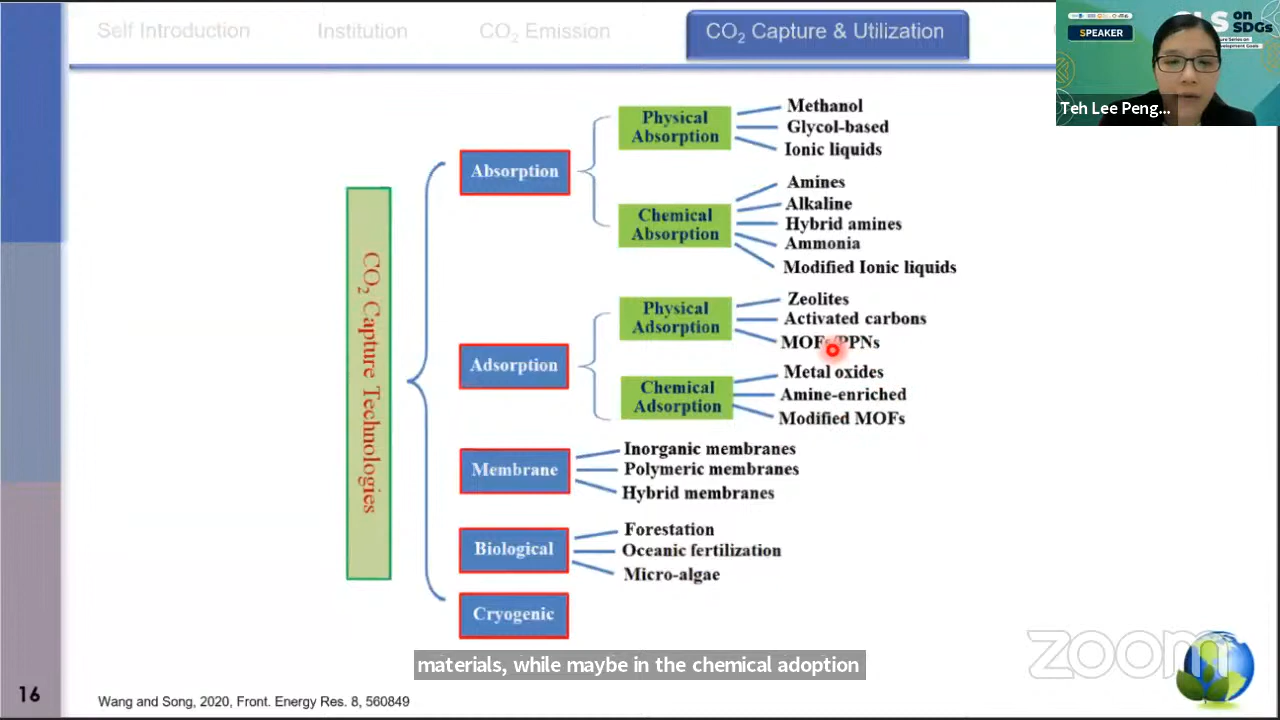 Self Introduction
Institution
CO₂ Emission
CO₂ Capture & Utilization
SPEAKER
on
SDGs
Teh Lee Peng...
CO₂ Capture Technologies
Absorption
Physical
Absorption
Methanol
Glycol-based
Ionic liquids
Chemical
Absorption
Amines
Alkaline
Hybrid amines
Ammonia
Modified Ionic liquids
Adsorption
Physical
Adsorption
Zeolites
Activated carbons
MOFs/PPNs
Chemical
Adsorption
Metal oxides
Amine-enriched
Modified MOFs
Membrane
Inorganic membranes
Polymeric membranes
Hybrid membranes
Biological
Forestation
Oceanic fertilization
Micro-algae
Cryogenic
materials, while maybe in the chemical adoption
zoom
16
Wang and Song, 2020, Front. Energy Res. 8, 560849